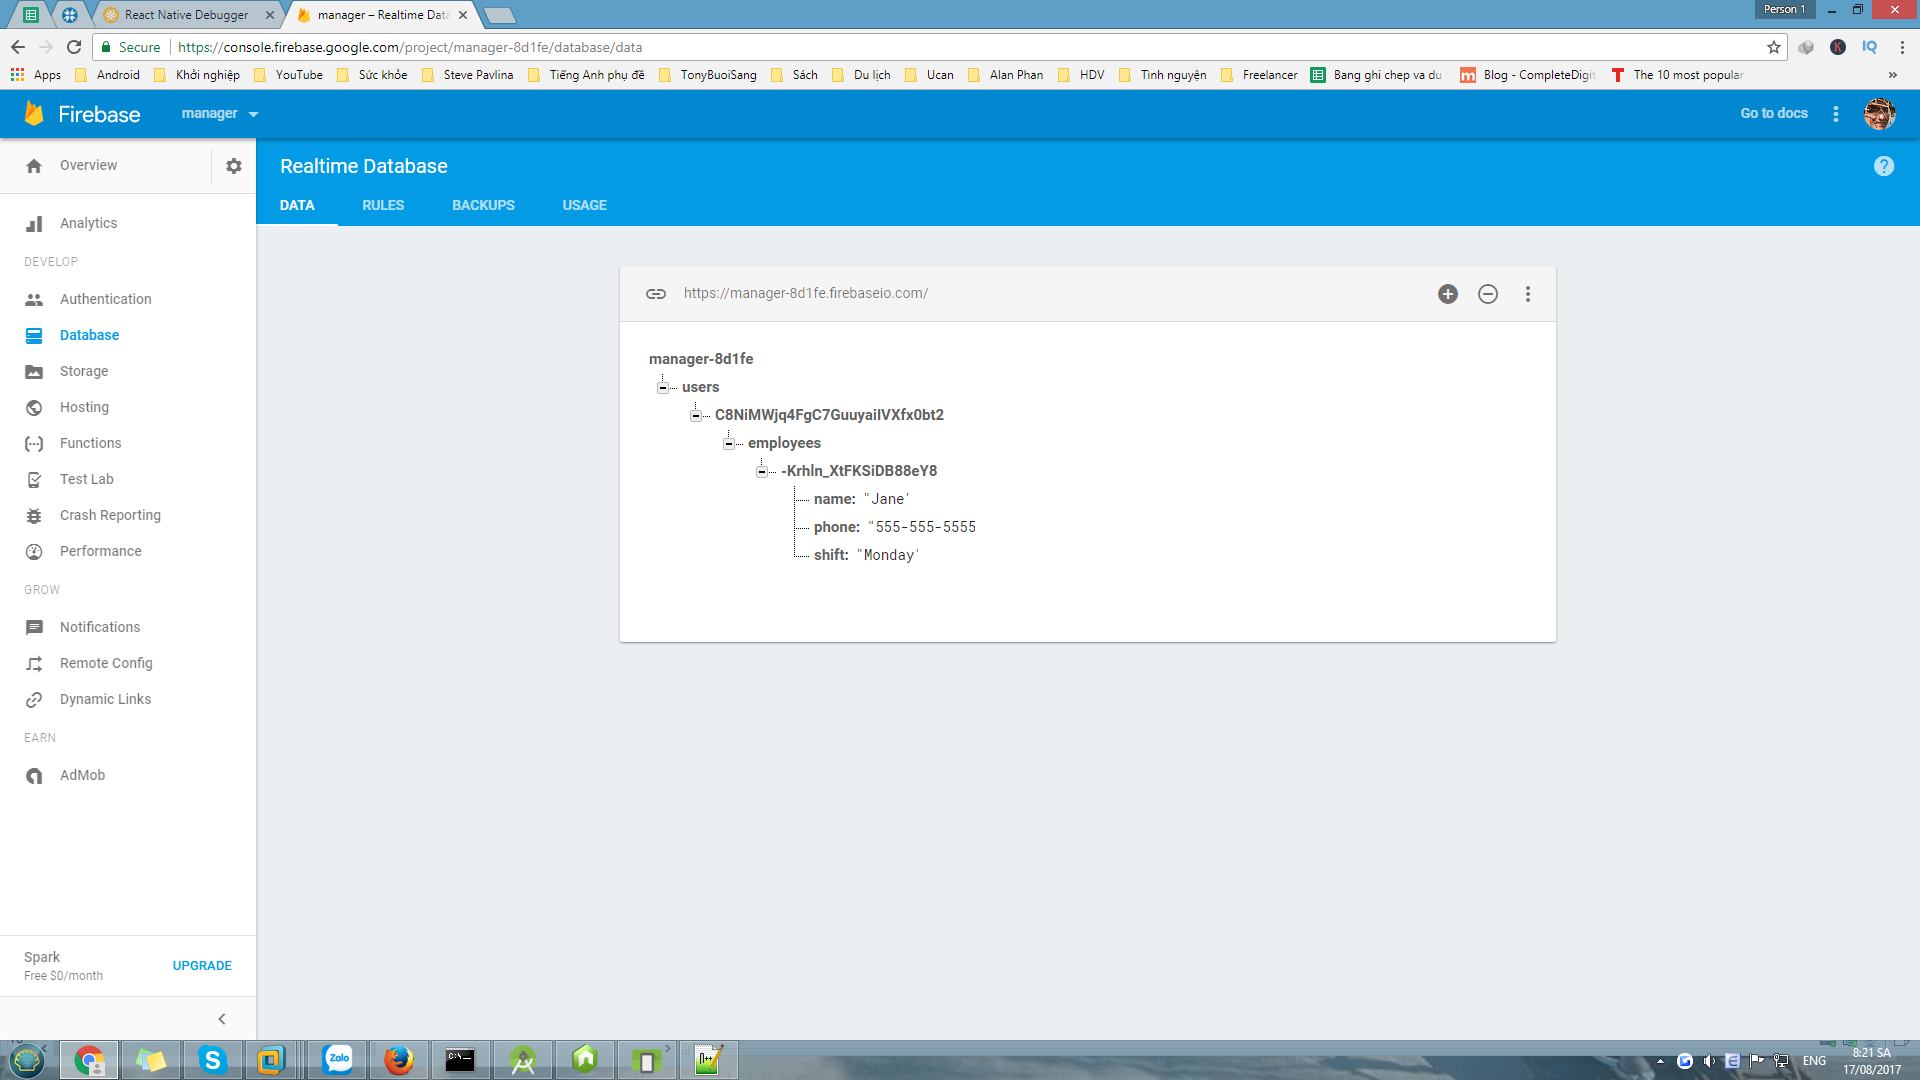 React Native Debugger
manager – Realtime Data
Person 1
Secure
https://console.firebase.google.com/project/manager-8d1fe/database/data
IQ
Apps
Android
Khởi nghiệp
YouTube
Sức khỏe
Steve Pavlina
Tiếng Anh phụ đề
TonyBuoiSang
Sách
Du lịch
Ucan
Alan Phan
HDV
Tình nguyện
Freelancer
Bang ghi chep va du
Blog - CompleteDigit
The 10 most popular
Firebase
manager
Go to docs
Overview
Realtime Database
DATA
RULES
BACKUPS
USAGE
Analytics
DEVELOP
Authentication
Database
Storage
Hosting
Functions
Test Lab
Crash Reporting
Performance
GROW
Notifications
Remote Config
Dynamic Links
EARN
AdMob
https://manager-8d1fe.firebaseio.com/
manager-8d1fe
users
C8NiMWjq4FgC7GuuyaiIVXfx0bt2
employees
-Krhln_XtFKSiDB88eY8
name: "Jane'
phone: "555-555-5555
shift: "Monday'
Spark
Free $0/month
UPGRADE
Zalo
ENG
8:21 SA
17/08/2017